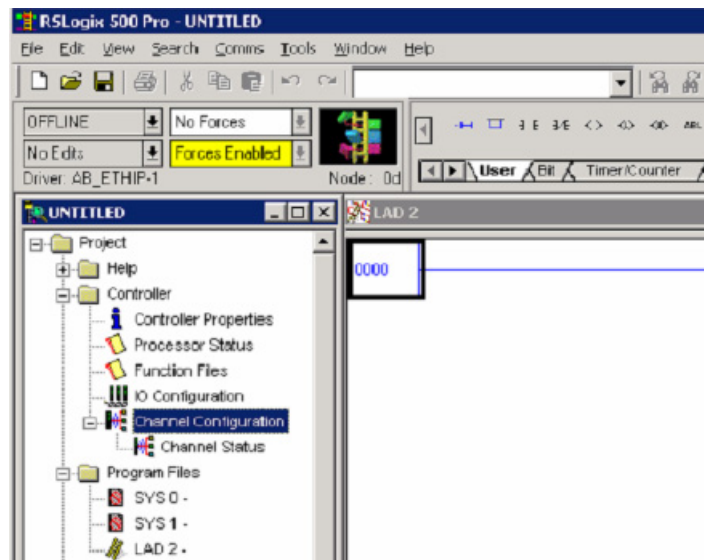 RSLogix 500 Pro - UNTITLED
File Edit View Search Comms Tools Window Help
OFFLINE No Forces
No Edits Forces Enabled
Driver: AB_ETHIP-1 Node: 0d
ABL
User Bit Timer/Counter
UNTITLED
LAD 2
Project
Help
Controller
Controller Properties
Processor Status
Function Files
IO Configuration
Channel Configuration
Channel Status
Program Files
SYS 0 -
SYS 1 -
LAD 2 -
0000